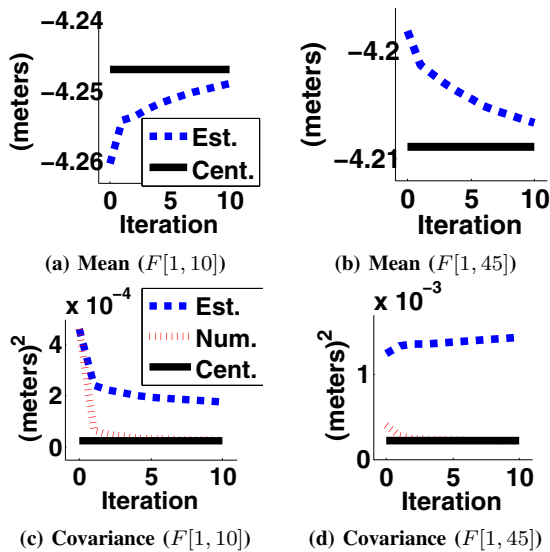 −4.24
−4.25
−4.26
(meters)
Est.
Cent.
0 5 10
Iteration
(a) Mean (F[1, 10])
−4.2
−4.21
(meters)
0 5 10
Iteration
(b) Mean (F[1, 45])
x 10⁻⁴
4
2
0
(meters)²
Est.
Num.
Cent.
0 5 10
Iteration
(c) Covariance (F[1, 10])
x 10⁻³
1
0
(meters)²
0 5 10
Iteration
(d) Covariance (F[1, 45])